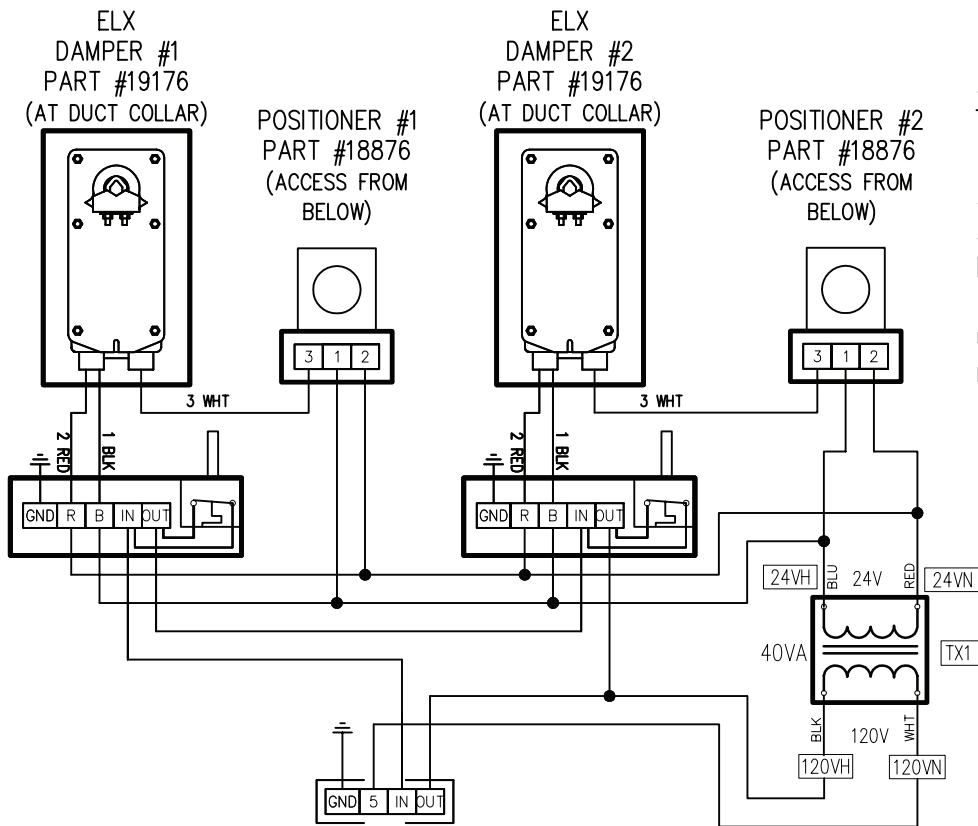 ELX
DAMPER #1
PART #19176
(AT DUCT COLLAR)
POSITIONER #1
PART #18876
(ACCESS FROM
BELOW)
ELX
DAMPER #2
PART #19176
(AT DUCT COLLAR)
POSITIONER #2
PART #18876
(ACCESS FROM
BELOW)
3 1 2
3 1 2
3 WHT
3 WHT
2 RED
1 BLK
2 RED
1 BLK
GND R B IN OUT
GND R B IN OUT
24VH
BLU
24V
RED
24VN
40VA
TX1
BLK
120V
WHT
120VH
120VN
GND 5 IN OUT